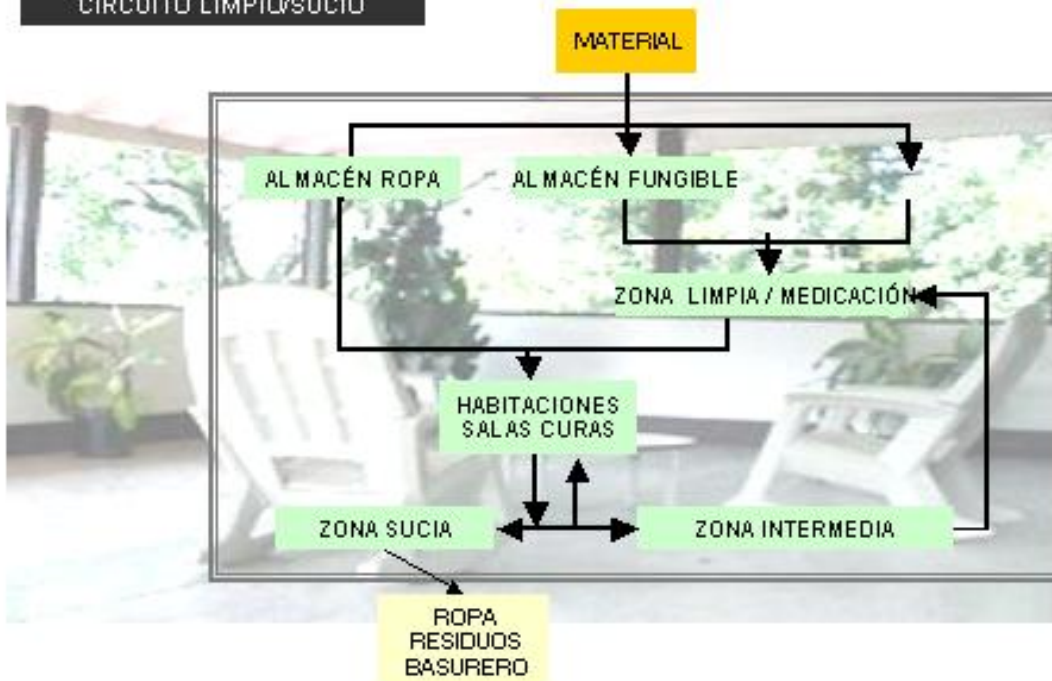 CIRCUITO LIMPIO/SUCIO
MATERIAL
ALMACÉN ROPA
ALMACÉN FUNGIBLE
ZONA LIMPIA / MEDICACIÓN
HABITACIONES
SALAS CURAS
ZONA SUCIA
ZONA INTERMEDIA
ROPA
RESIDUOS
BASURERO